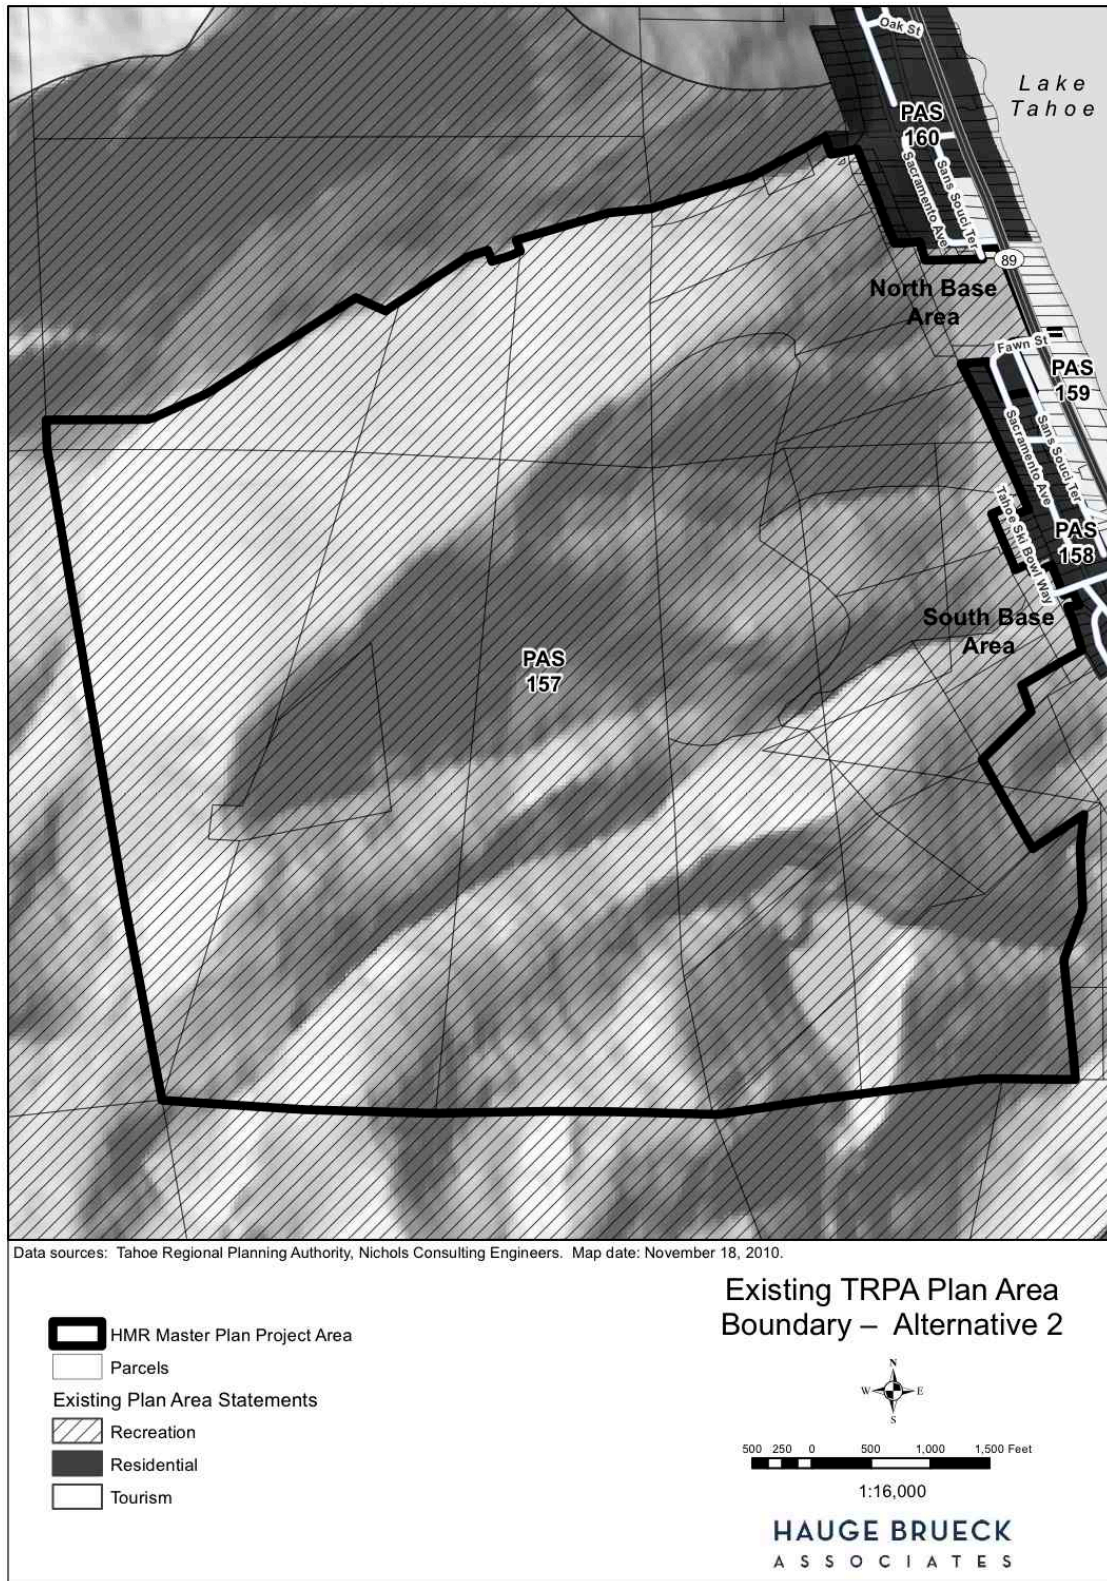 Oak St
Lake
Tahoe
PAS
160
Sacramento Ave
Sans Souci Ter
89
North Base
Area
Fawn St
PAS
159
Sacramento Ave
Sans Souci Ter
Tahoe Ski Bowl Way
PAS
158
South Base
Area
PAS
157
Data sources: Tahoe Regional Planning Authority, Nichols Consulting Engineers. Map date: November 18, 2010.
Existing TRPA Plan Area
Boundary – Alternative 2
HMR Master Plan Project Area
Parcels
Existing Plan Area Statements
Recreation
Residential
Tourism
N
W E
S
500 250 0 500 1,000 1,500 Feet
1:16,000
HAUGE BRUECK
ASSOCIATES